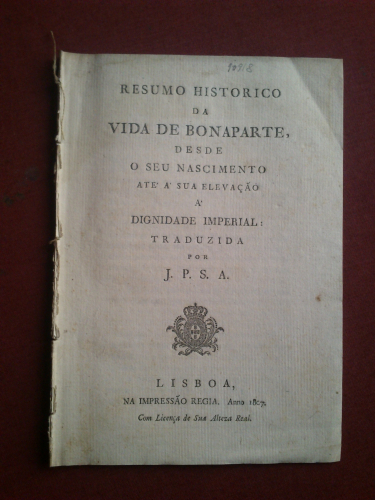 RESUMO HISTORICO
DA
VIDA DE BONAPARTE,
DESDE
O SEU NASCIMENTO
ATE' A' SUA ELEVAÇÃO
A'
DIGNIDADE IMPERIAL:
TRADUZIDA
POR
J. P. S. A.
LISBOA,
NA IMPRESSÃO REGIA. Anno 1807.
Com Licença de Sua Alteza Real.